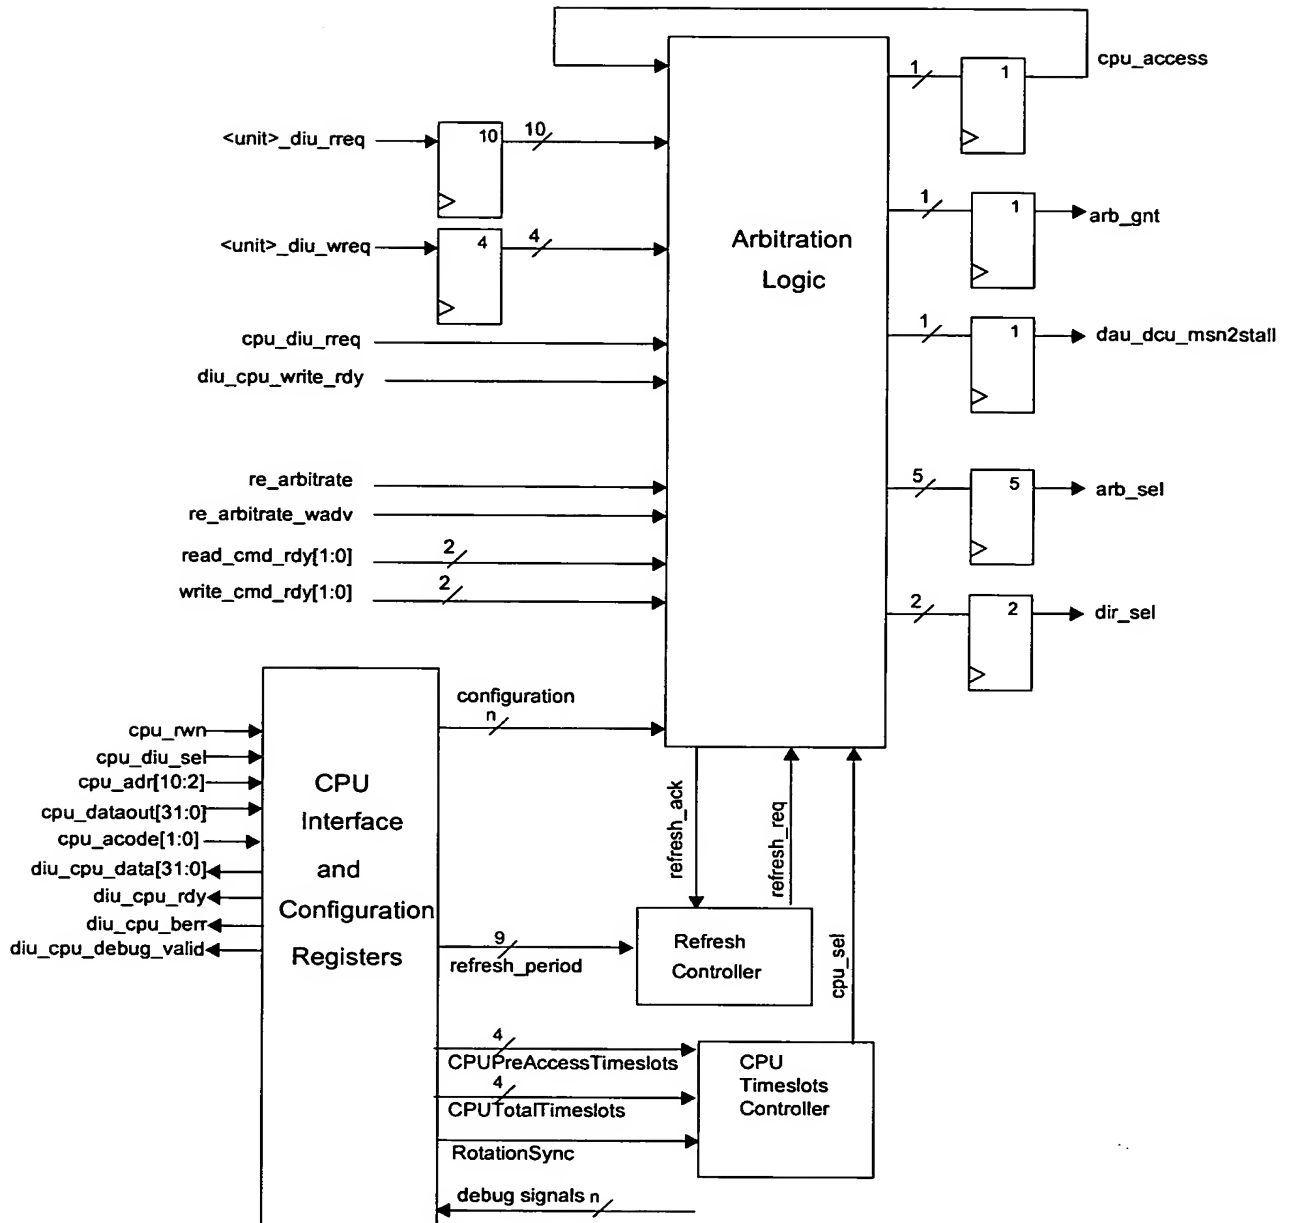 cpu_access
1
1
<unit>_diu_rreq
10
10
1
1
arb_gnt
<unit>_diu_wreq
4
4
Arbitration
Logic
cpu_diu_rreq
1
1
dau_dcu_msn2stall
diu_cpu_write_rdy
re_arbitrate
5
5
arb_sel
re_arbitrate_wadv
read_cmd_rdy[1:0]
2
write_cmd_rdy[1:0]
2
2
2
dir_sel
configuration
n
cpu_rwn
cpu_diu_sel
cpu_adr[10:2]
cpu_dataout[31:0]
cpu_acode[1:0]
diu_cpu_data[31:0]
diu_cpu_rdy
diu_cpu_berr
diu_cpu_debug_valid
CPU
Interface
and
Configuration
Registers
refresh_ack
refresh_req
cpu_sel
9
refresh_period
Refresh
Controller
4
CPUPreAccessTimeslots
4
CPUTotalTimeslots
RotationSync
CPU
Timeslots
Controller
debug signals n